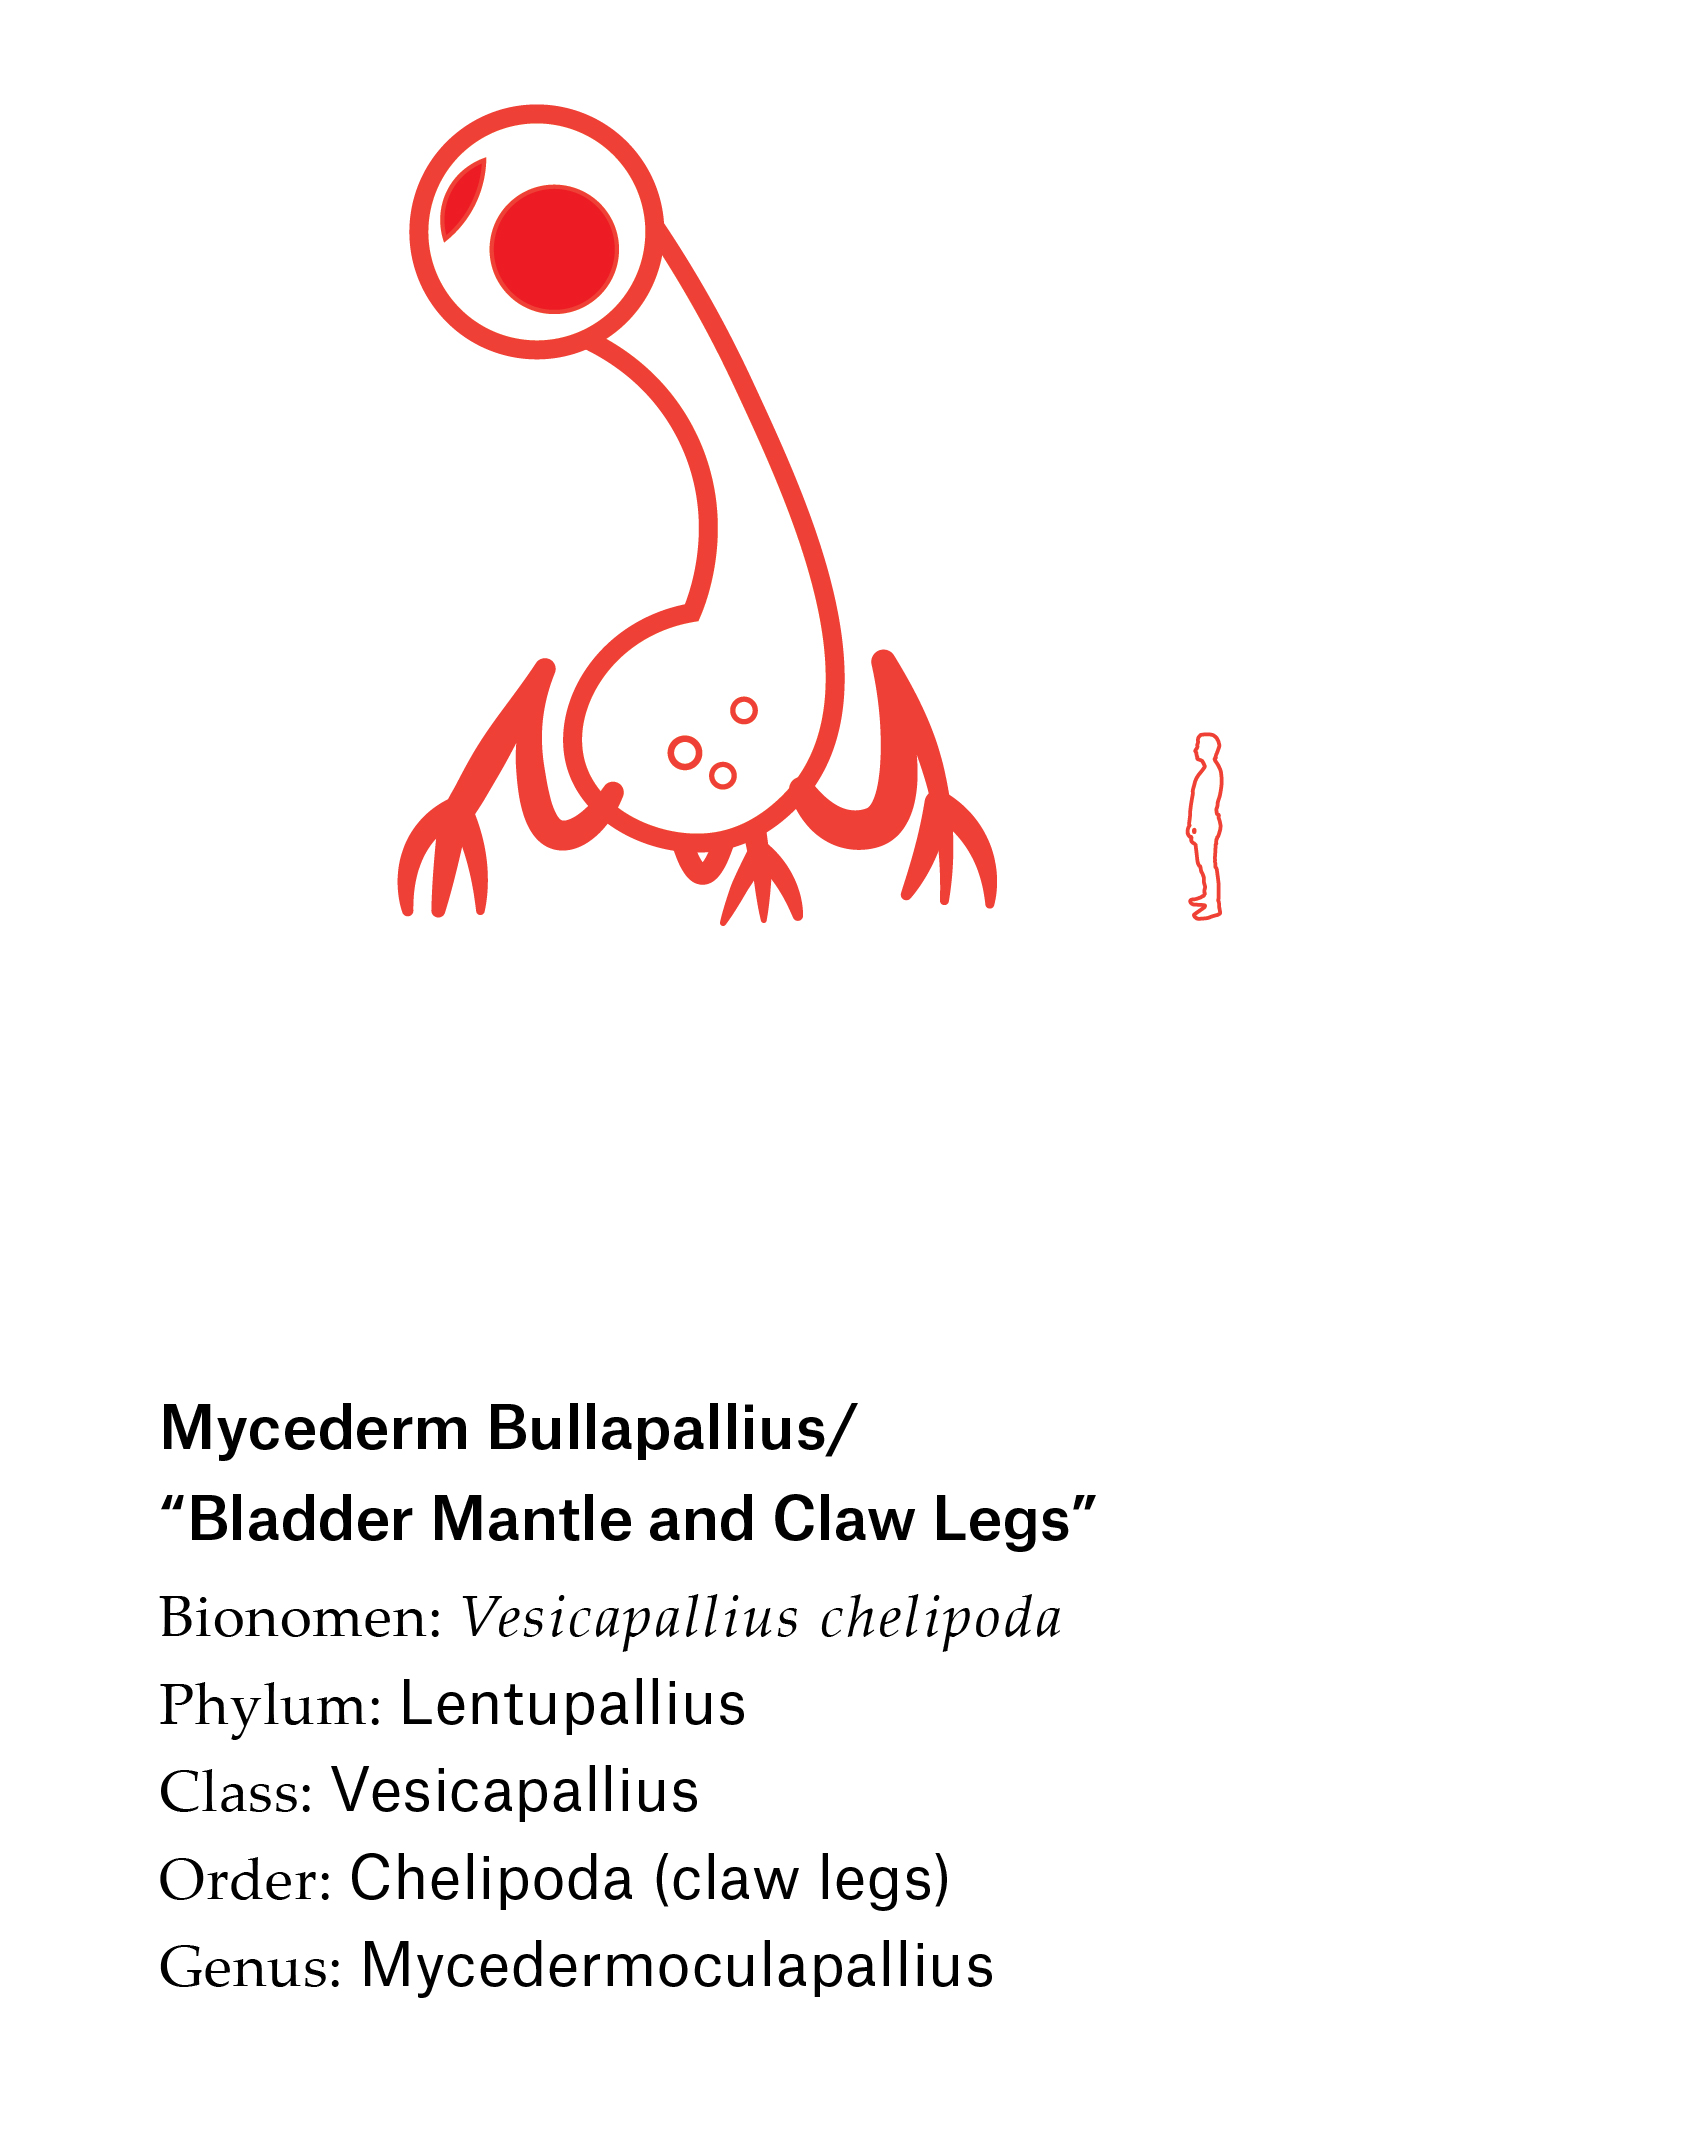 Mycederm Bullapallius/
“Bladder Mantle and Claw Legs”
Bionomen: Vesicapallius chelipoda
Phylum: Lentupallius
Class: Vesicapallius
Order: Chelipoda (claw legs)
Genus: Mycedermoculapallius